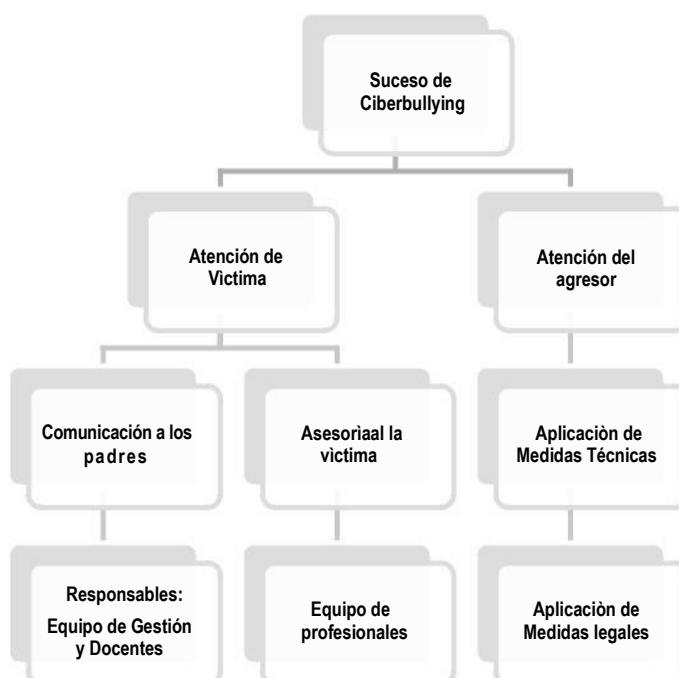 Suceso de
Ciberbullying
Atención de
Vìctima
Atención del
agresor
Comunicación a los
padres
Asesorìaal la
vìctima
Aplicaciòn de
Medidas Técnicas
Responsables:
Equipo de Gestión
y Docentes
Equipo de
profesionales
Aplicaciòn de
Medidas legales